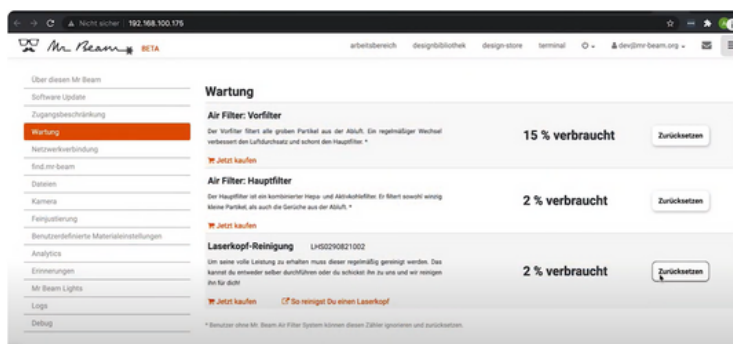 Nicht sicher | 192.168.100.175
Mr Beam BETA
arbeitsbereich designbibliothek design-store terminal dev@mr-beam.org
Über diesen Mr Beam
Software Update
Zugangsbeschränkung
Wartung
Netzwerkverbindung
find.mr-beam
Dateien
Kamera
Feinjustierung
Benutzerdefinierte Materialeinstellungen
Analytics
Erinnerungen
Mr Beam Lights
Logs
Debug
Wartung
Air Filter: Vorfilter
Der Vorfilter filtert alle groben Partikel aus der Abluft. Ein regelmäßiger Wechsel
verbessert den Luftdurchsatz und schont den Hauptfilter. *
Jetzt kaufen
15 % verbraucht
Zurücksetzen
Air Filter: Hauptfilter
Der Hauptfilter ist ein kombinierter Hepa- und Aktivkohlefilter. Er filtert sowohl winzig
kleine Partikel, als auch die Gerüche aus der Abluft. *
Jetzt kaufen
2 % verbraucht
Zurücksetzen
Laserkopf-Reinigung LHS0290821002
Um seine volle Leistung zu erhalten muss dieser regelmäßig gereinigt werden. Das
kannst du entweder selber durchführen oder du schickst ihn zu uns und wir reinigen
ihn für dich!
Jetzt kaufen So reinigst Du einen Laserkopf
2 % verbraucht
Zurücksetzen
* Benutzer ohne Mr. Beam Air Filter System können diesen Zähler ignorieren und zurücksetzen.